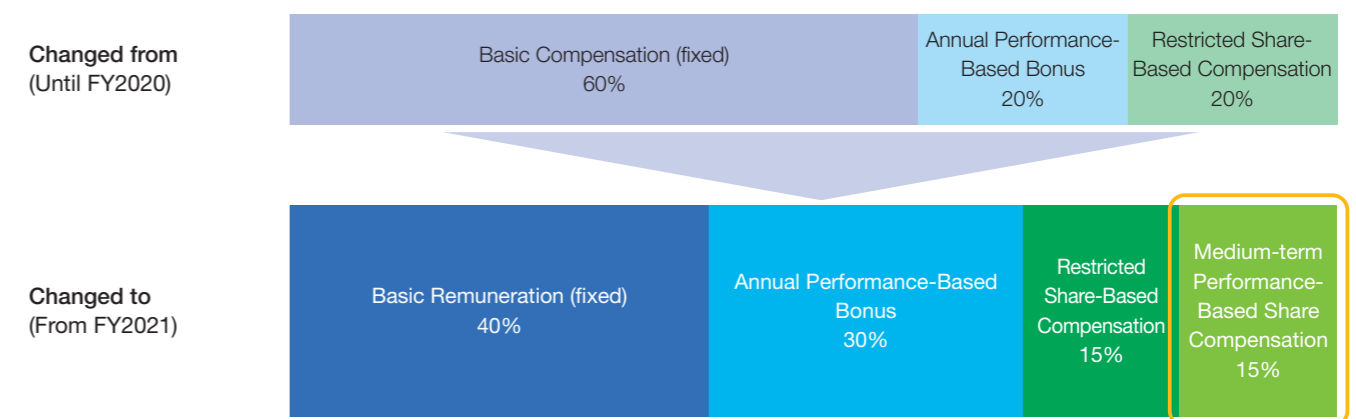 Changed from
(Until FY2020)
Basic Compensation (fixed)
60%
Annual Performance-
Based Bonus
20%
Restricted Share-
Based Compensation
20%
Changed to
(From FY2021)
Basic Remuneration (fixed)
40%
Annual Performance-Based
Bonus
30%
Restricted
Share-Based
Compensation
15%
Medium-term
Performance-
Based Share
Compensation
15%